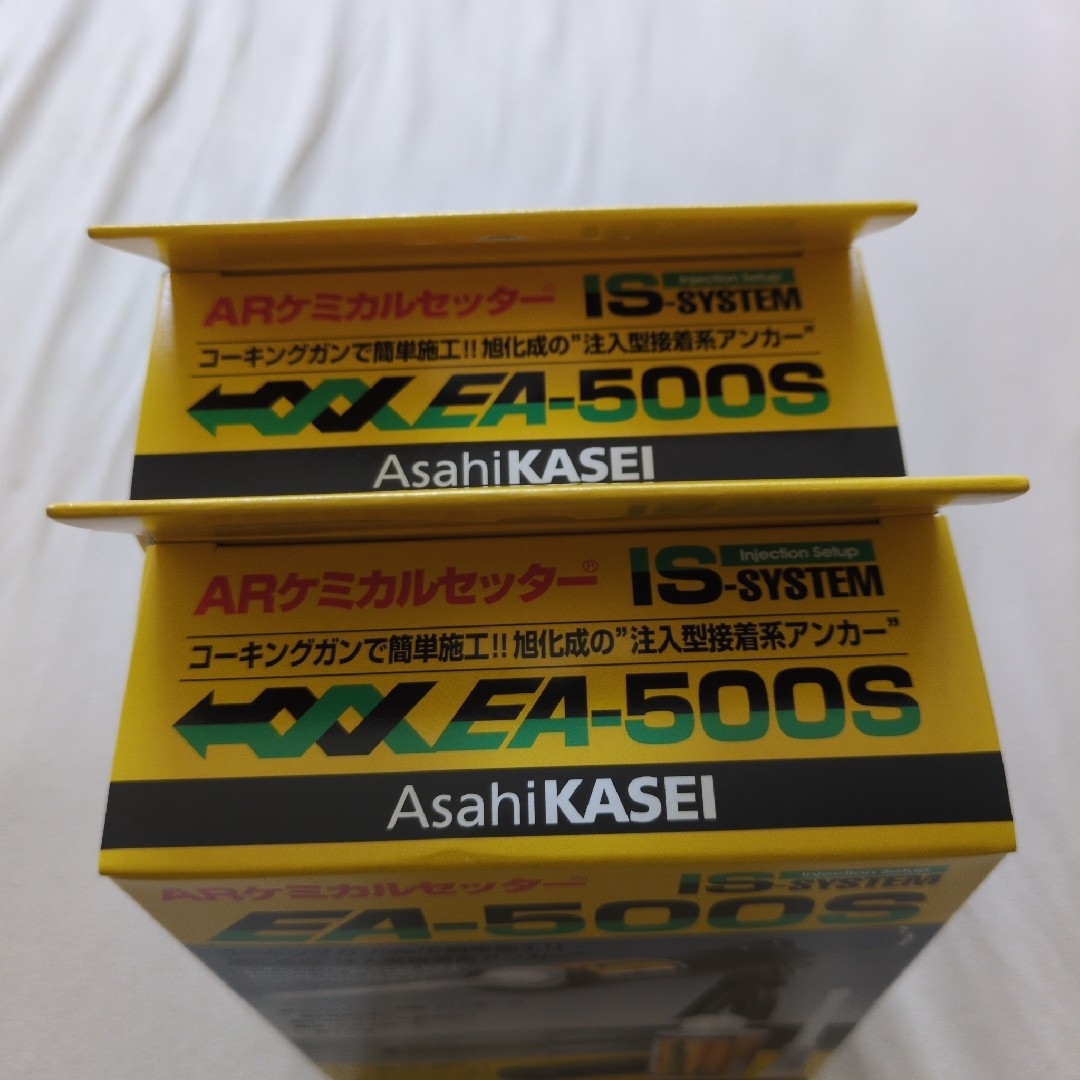 ARケミカルセッター® IS-SYSTEM Injection Setup
コーキングガンで簡単施工!! 旭化成の"注入型接着系アンカー"
EA-500S
AsahiKASEI
ARケミカルセッター® IS-SYSTEM Injection Setup
コーキングガンで簡単施工!! 旭化成の"注入型接着系アンカー"
EA-500S
AsahiKASEI
ARケミカルセッター IS-SYSTEM Injection Setup
EA-500S